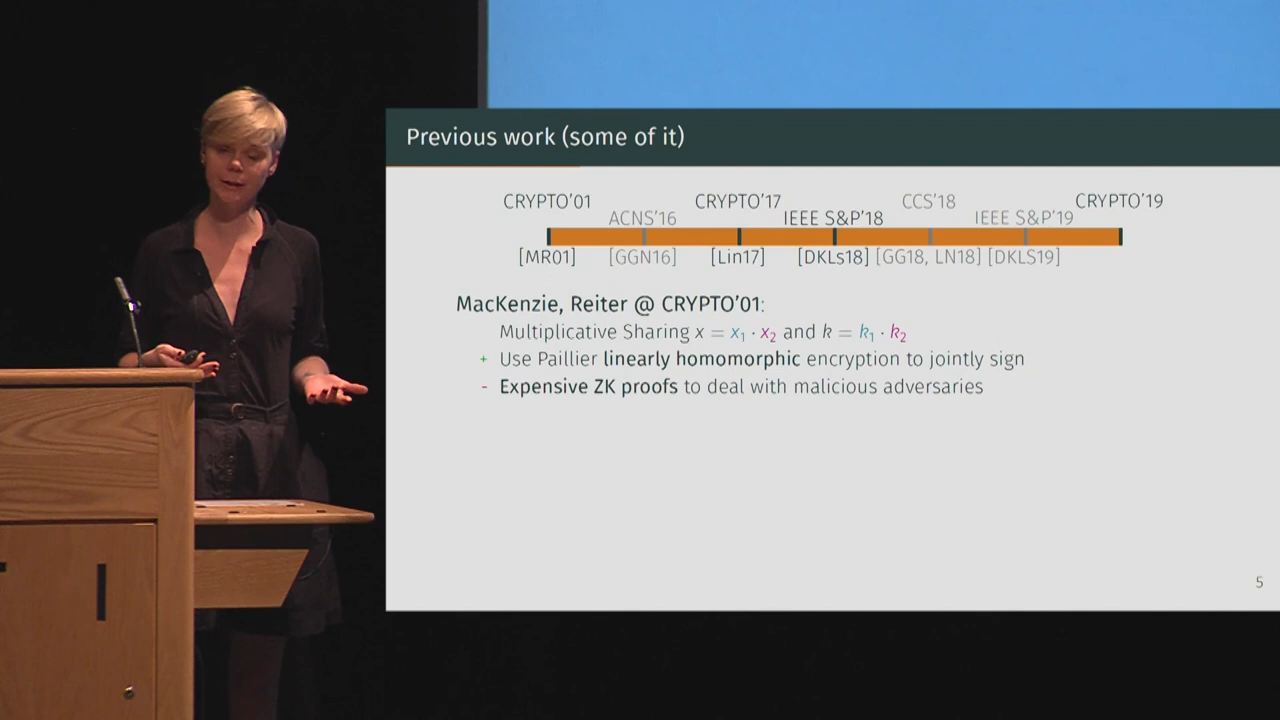 Previous work (some of it)
CRYPTO'01 CRYPTO'17 CCS'18 CRYPTO'19
ACNS'16 IEEE S&P'18 IEEE S&P'19
[MR01] [GGN16] [Lin17] [DKLs18] [GG18, LN18] [DKLS19]
MacKenzie, Reiter @ CRYPTO'01:
Multiplicative Sharing x = x₁ · x₂ and k = k₁ · k₂
+ Use Paillier linearly homomorphic encryption to jointly sign
- Expensive ZK proofs to deal with malicious adversaries
5